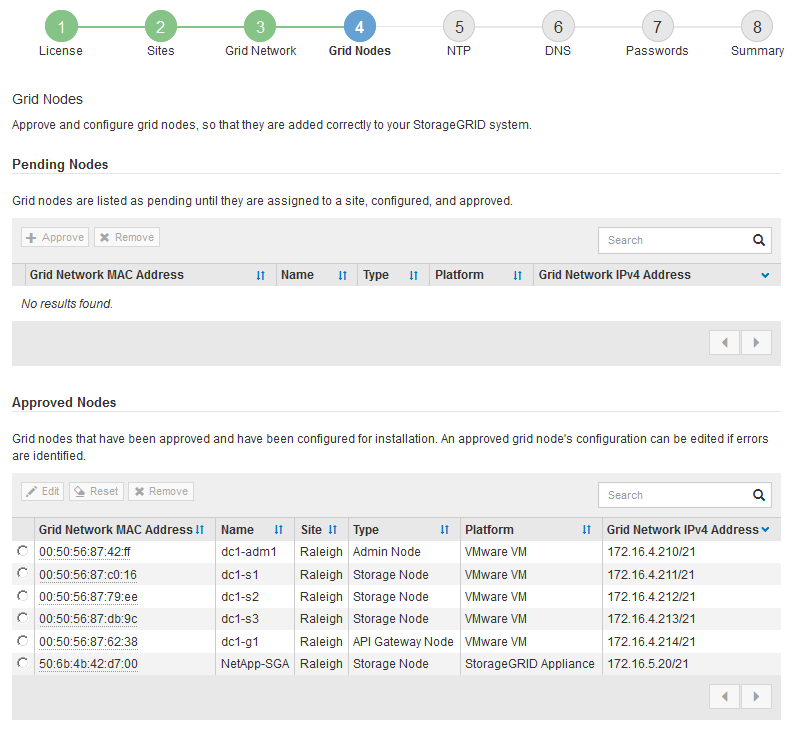 1 2 3 4 5 6 7 8
License Sites Grid Network Grid Nodes NTP DNS Passwords Summary
Grid Nodes
Approve and configure grid nodes, so that they are added correctly to your StorageGRID system.
Pending Nodes
Grid nodes are listed as pending until they are assigned to a site, configured, and approved.
Approve Remove Search
Grid Network MAC Address Name Type Platform Grid Network IPv4 Address
No results found.
Approved Nodes
Grid nodes that have been approved and have been configured for installation. An approved grid node's configuration can be edited if errors
are identified.
Edit Reset Remove Search
Grid Network MAC Address Name Site Type Platform Grid Network IPv4 Address
00:50:56:87:42:ff dc1-adm1 Raleigh Admin Node VMware VM 172.16.4.210/21
00:50:56:87:c0:16 dc1-s1 Raleigh Storage Node VMware VM 172.16.4.211/21
00:50:56:87:79:ee dc1-s2 Raleigh Storage Node VMware VM 172.16.4.212/21
00:50:56:87:db:9c dc1-s3 Raleigh Storage Node VMware VM 172.16.4.213/21
00:50:56:87:62:38 dc1-g1 Raleigh API Gateway Node VMware VM 172.16.4.214/21
50:6b:4b:42:d7:00 NetApp-SGA Raleigh Storage Node StorageGRID Appliance 172.16.5.20/21